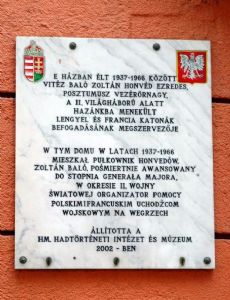 E HÁZBAN ÉLT 1937-1966 KÖZÖTT
VITÉZ BALÓ ZOLTÁN HONVÉD EZREDES,
POSZTUMUSZ VEZÉRŐRNAGY,
A II. VILÁGHÁBORÚ ALATT
HAZÁNKBA MENEKÜLT
LENGYEL ÉS FRANCIA KATONÁK
BEFOGADÁSÁNAK MEGSZERVEZŐJE
W TYM DOMU W LATACH 1937-1966
MIESZKAŁ PUŁKOWNIK HONVEDÓW,
ZOLTÁN BALÓ, POŚMIERTNIE AWANSOWANY
DO STOPNIA GENERAŁA MAJORA,
W OKRESIE II. WOJNY
ŚWIATOWEJ ORGANIZATOR POMOCY
POLSKIM I FRANCUSKIM UCHODŹCOM
WOJSKOWYM NA WĘGRZECH
ÁLLÍTOTTA A
HM. HADTÖRTÉNETI INTÉZET ÉS MÚZEUM
2002 - BEN